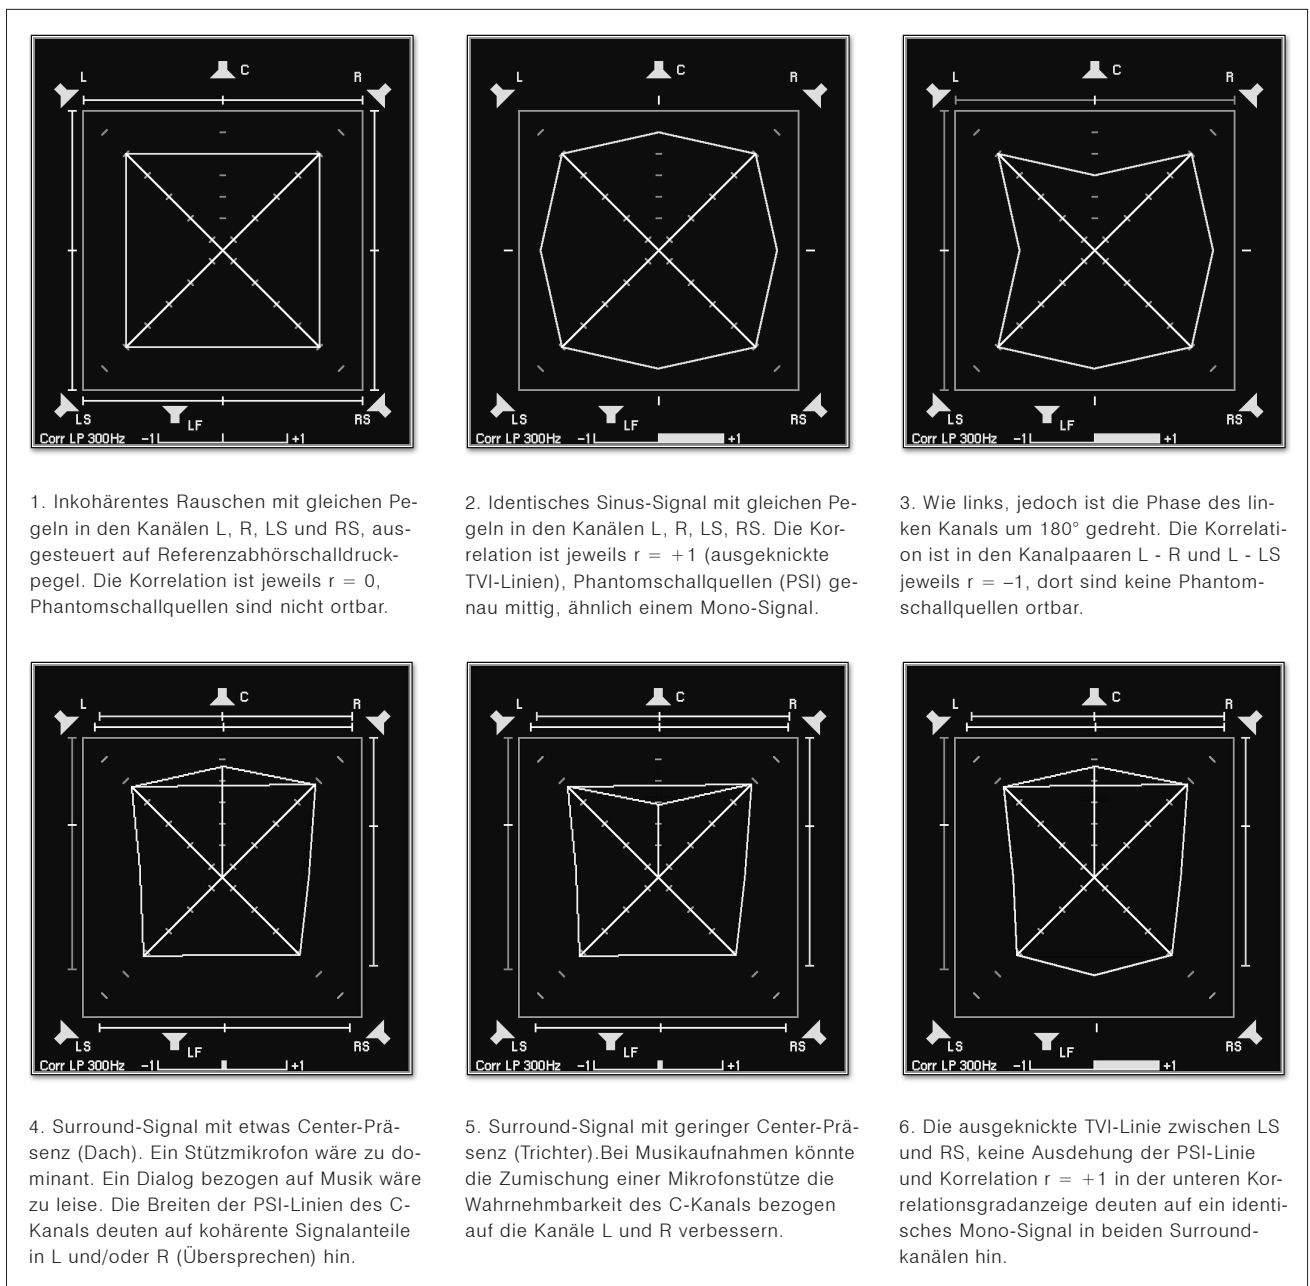 C
L
R
LS
LF
RS
Corr LP 300Hz −1 +1
C
L
R
LS
LF
RS
Corr LP 300Hz −1 +1
C
L
R
LS
LF
RS
Corr LP 300Hz −1 +1
1. Inkohärentes Rauschen mit gleichen Pe-
geln in den Kanälen L, R, LS und RS, aus-
gesteuert auf Referenzabhörschalldruck-
pegel. Die Korrelation ist jeweils r = 0,
Phantomschallquellen sind nicht ortbar.
2. Identisches Sinus-Signal mit gleichen Pe-
geln in den Kanälen L, R, LS, RS. Die Kor-
relation ist jeweils r = +1 (ausgeknickte
TVI-Linien), Phantomschallquellen (PSI) ge-
nau mittig, ähnlich einem Mono-Signal.
3. Wie links, jedoch ist die Phase des lin-
ken Kanals um 180° gedreht. Die Korrelati-
on ist in den Kanalpaaren L - R und L - LS
jeweils r = –1, dort sind keine Phantom-
schallquellen ortbar.
C
L
R
LS
LF
RS
Corr LP 300Hz −1 +1
C
L
R
LS
LF
RS
Corr LP 300Hz −1 +1
C
L
R
LS
LF
RS
Corr LP 300Hz −1 +1
4. Surround-Signal mit etwas Center-Prä-
senz (Dach). Ein Stützmikrofon wäre zu do-
minant. Ein Dialog bezogen auf Musik wäre
zu leise. Die Breiten der PSI-Linien des C-
Kanals deuten auf kohärente Signalanteile
in L und/oder R (Übersprechen) hin.
5. Surround-Signal mit geringer Center-Prä-
senz (Trichter).Bei Musikaufnahmen könnte
die Zumischung einer Mikrofonstütze die
Wahrnehmbarkeit des C-Kanals bezogen
auf die Kanäle L und R verbessern.
6. Die ausgeknickte TVI-Linie zwischen LS
und RS, keine Ausdehung der PSI-Linie
und Korrelation r = +1 in der unteren Kor-
relationsgradanzeige deuten auf ein identi-
sches Mono-Signal in beiden Surround-
kanälen hin.